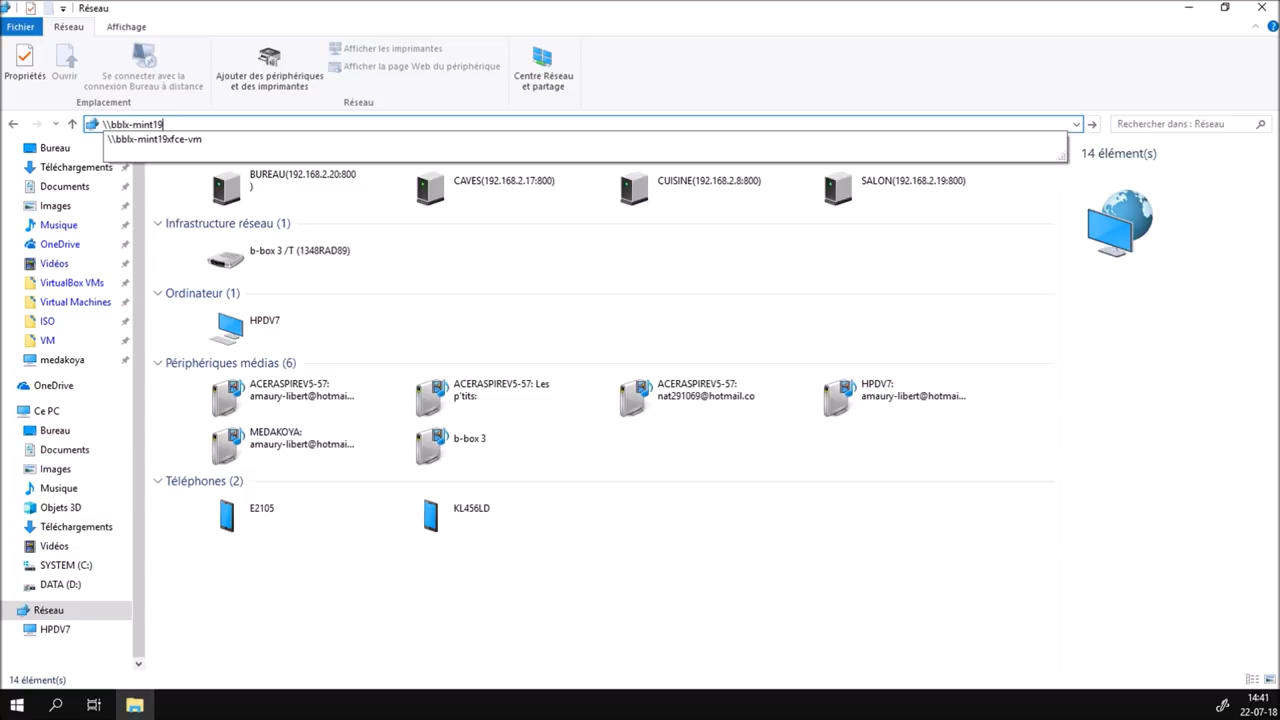 Réseau
Fichier
Réseau
Affichage
Propriétés
Ouvrir
Se connecter avec la
connexion Bureau à distance
Emplacement
Ajouter des périphériques
et des imprimantes
Afficher les imprimantes
Afficher la page Web du périphérique
Réseau
Centre Réseau
et partage
\\bblx-mint19
\\bblx-mint19xfce-vm
Rechercher dans : Réseau
Bureau
Téléchargements
Documents
Images
Musique
OneDrive
Vidéos
VirtualBox VMs
Virtual Machines
ISO
VM
medakoya
OneDrive
Ce PC
Bureau
Documents
Images
Musique
Objets 3D
Téléchargements
Vidéos
SYSTEM (C:)
DATA (D:)
Réseau
HPDV7
BUREAU(192.168.2.20:800
)
CAVES(192.168.2.17:800)
CUISINE(192.168.2.8:800)
SALON(192.168.2.19:800)
Infrastructure réseau (1)
b-box 3 /T (1348RAD89)
Ordinateur (1)
HPDV7
Périphériques médias (6)
ACERASPIREV5-57:
amaury-libert@hotmai...
ACERASPIREV5-57: Les
p'tits:
ACERASPIREV5-57:
nat291069@hotmail.co
HPDV7:
amaury-libert@hotmai...
MEDAKOYA:
amaury-libert@hotmai...
b-box 3
Téléphones (2)
E2105
KL456LD
14 élément(s)
14 élément(s)
14:41
22-07-18